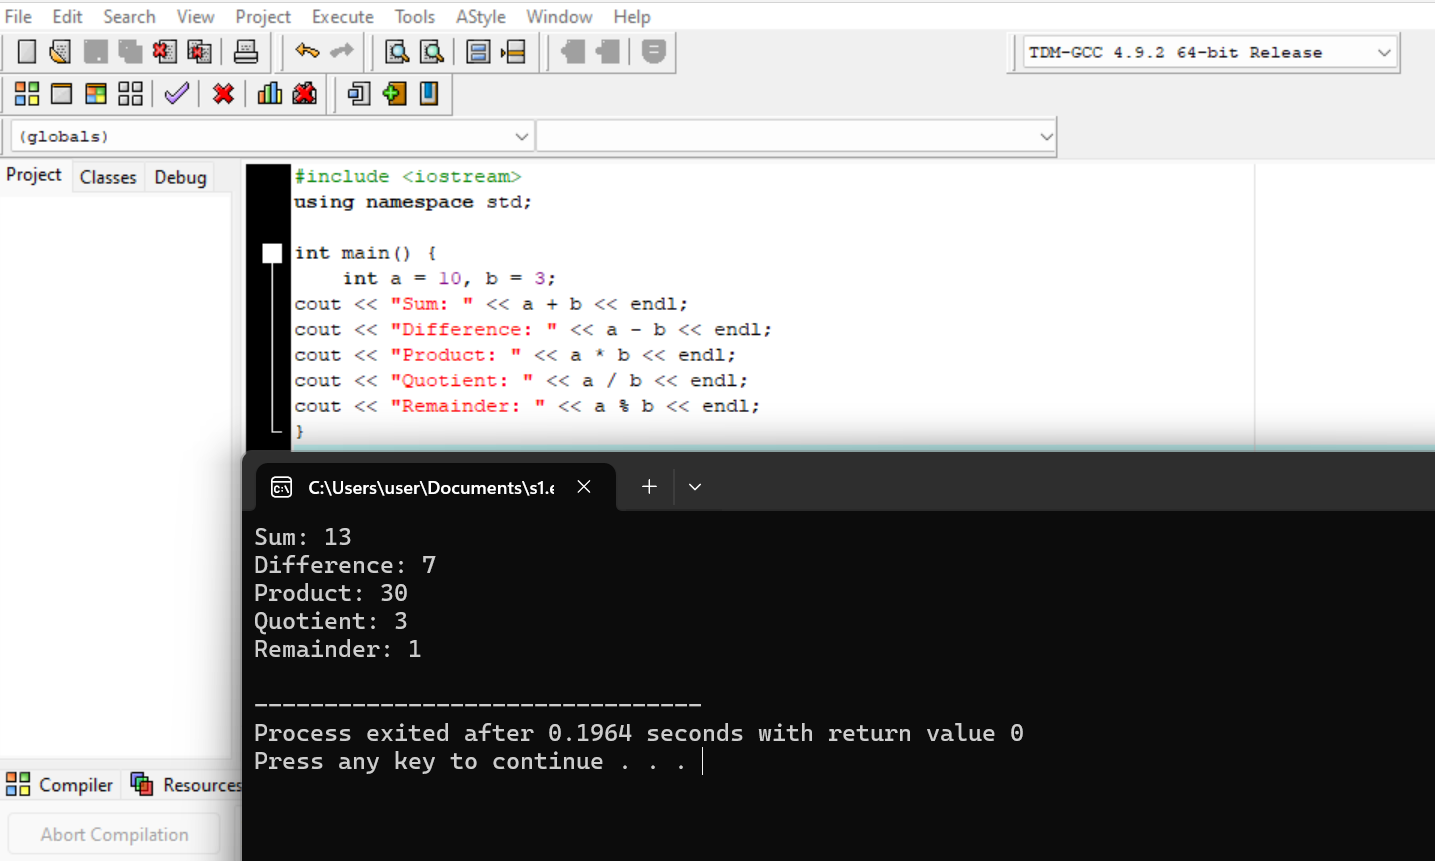 File Edit Search View Project Execute Tools AStyle Window Help
TDM-GCC 4.9.2 64-bit Release
(globals)
Project Classes Debug
#include <iostream>
using namespace std;
int main() {
    int a = 10, b = 3;
cout << "Sum: " << a + b << endl;
cout << "Difference: " << a - b << endl;
cout << "Product: " << a * b << endl;
cout << "Quotient: " << a / b << endl;
cout << "Remainder: " << a % b << endl;
}
C:\Users\user\Documents\s1.e
Sum: 13
Difference: 7
Product: 30
Quotient: 3
Remainder: 1
--------------------------------
Process exited after 0.1964 seconds with return value 0
Press any key to continue . . .
Compiler Resources
Abort Compilation